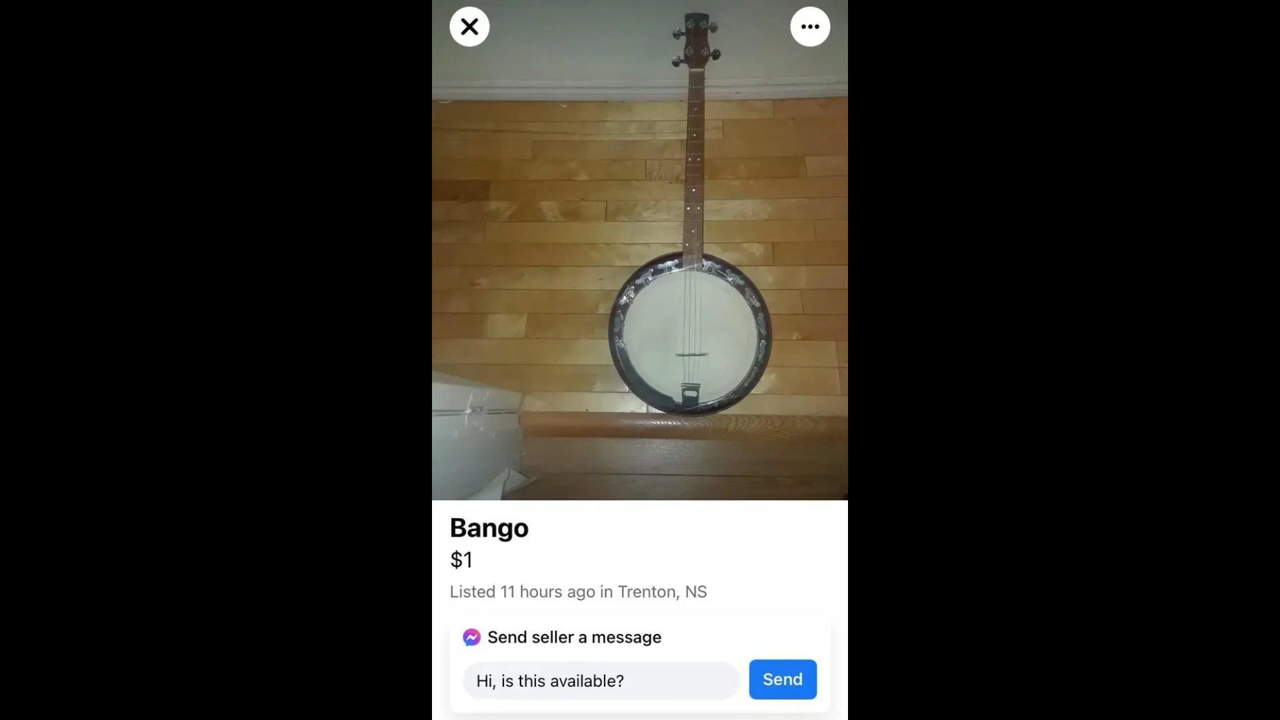 Bango
$1
Listed 11 hours ago in Trenton, NS
Send seller a message
Hi, is this available?
Send